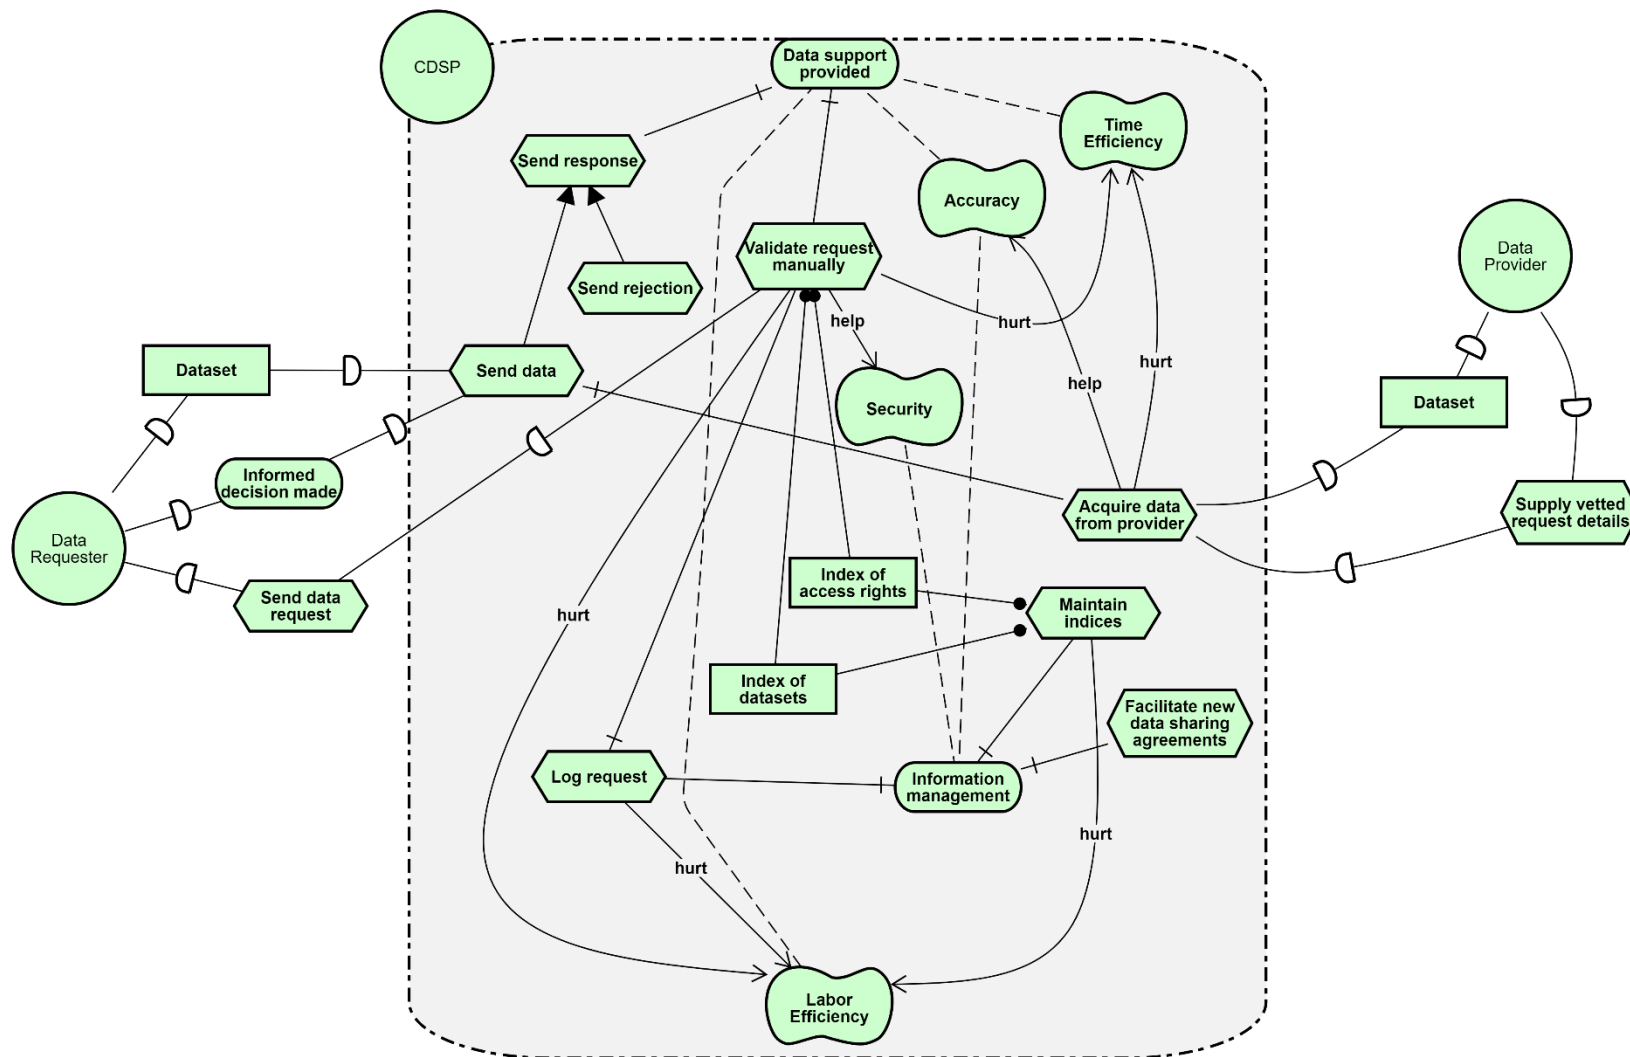 CDSP
Data support
provided
Time
Efficiency
Send response
Accuracy
Validate request
manually
Data
Provider
Send rejection
help
hurt
Dataset
Send data
hurt
help
Security
Dataset
Informed
decision made
Acquire data
from provider
Supply vetted
request details
Data
Requester
Send data
request
Index of
access rights
Maintain
indices
hurt
Index of
datasets
Facilitate new
data sharing
agreements
Log request
Information
management
hurt
hurt
Labor
Efficiency